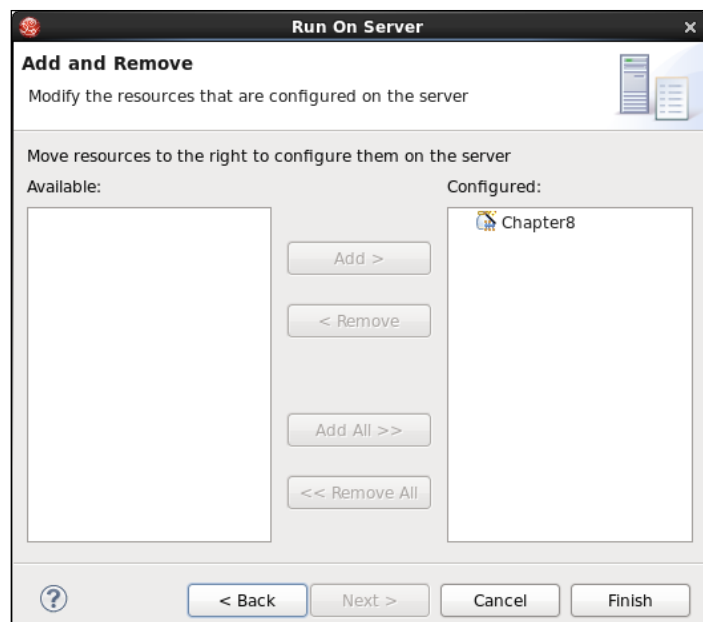 Run On Server
Add and Remove
Modify the resources that are configured on the server
Move resources to the right to configure them on the server
Available:
Configured:
Chapter8
Add >
< Remove
Add All >>
<< Remove All
?
< Back
Next >
Cancel
Finish